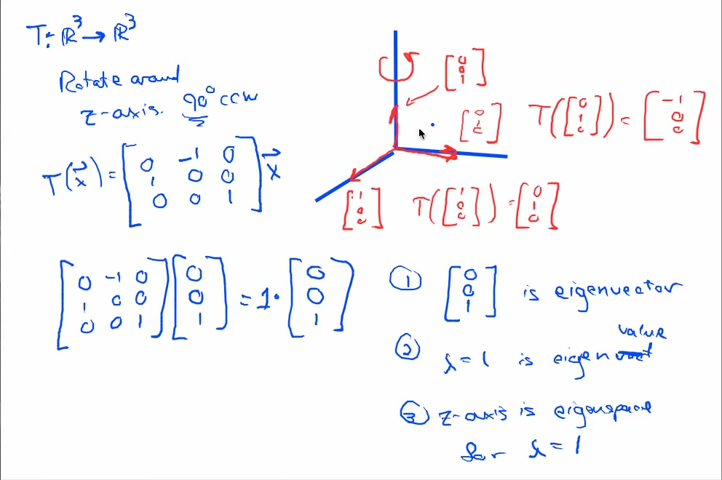 T: ℝ³ → ℝ³
Rotate around
z-axis. 90° ccw
T(x⃗) = [0 -1 0; 1 0 0; 0 0 1] x⃗
[0; 0; 1]
[0; 1; 0]
T([0; 1; 0]) = [-1; 0; 0]
[1; 0; 0]
T([1; 0; 0]) = [0; 1; 0]
[0 -1 0; 1 0 0; 0 0 1] [0; 0; 1] = 1· [0; 0; 1]
① [0; 0; 1] is eigenvector
value
② λ=1 is eigen
③ z-axis is eigenspace
for λ=1